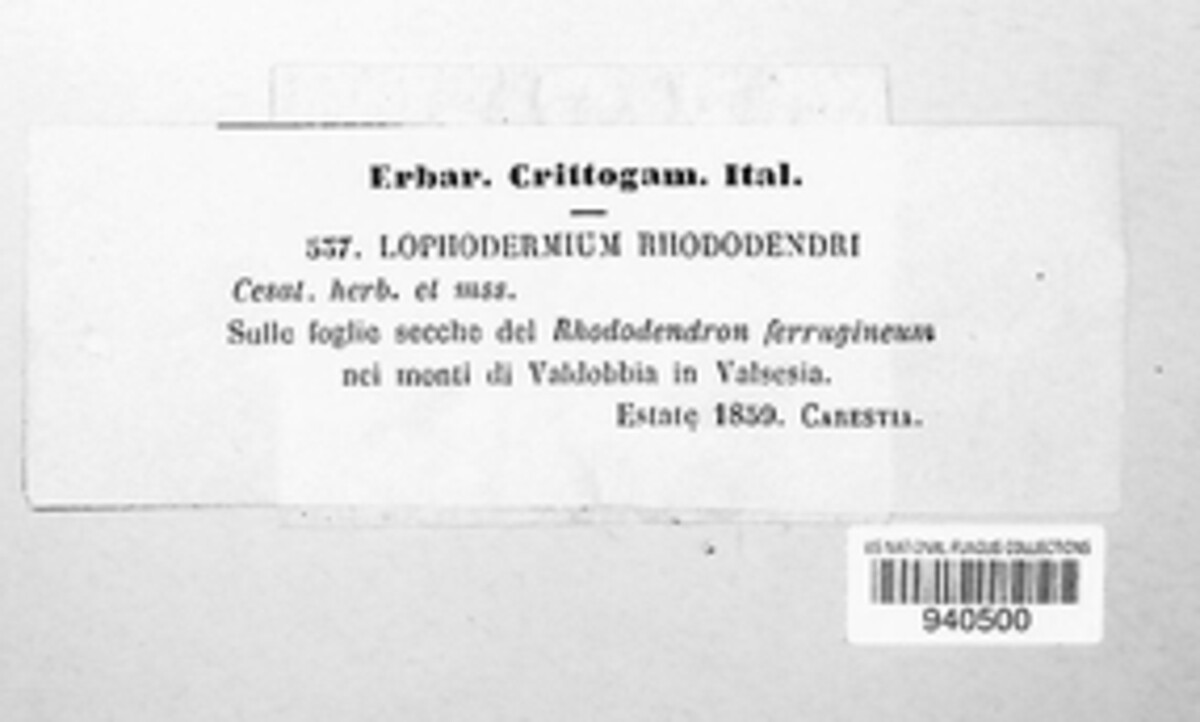 Erbar. Crittogam. Ital.
537. LOPHODERMIUM RHODODENDRI
Cesat. herb. et mss.
Sulle foglie secche del Rhododendron ferrugineum
nei monti di Valdobbia in Valsesia.
Estate 1859. CARESTIA.
US NATIONAL FUNGUS COLLECTIONS
940500